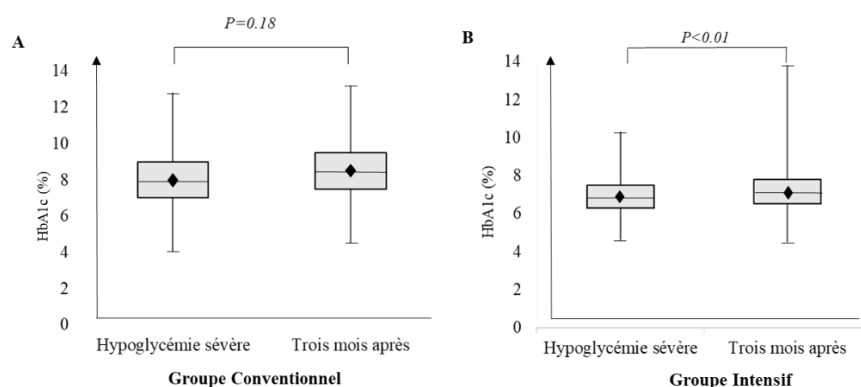 A
P=0.18
HbA1c (%)
14
12
10
8
6
4
2
0
Hypoglycémie sévère
Trois mois après
Groupe Conventionnel
B
P<0.01
HbA1c (%)
14
12
10
8
6
4
2
0
Hypoglycémie sévère
Trois mois après
Groupe Intensif